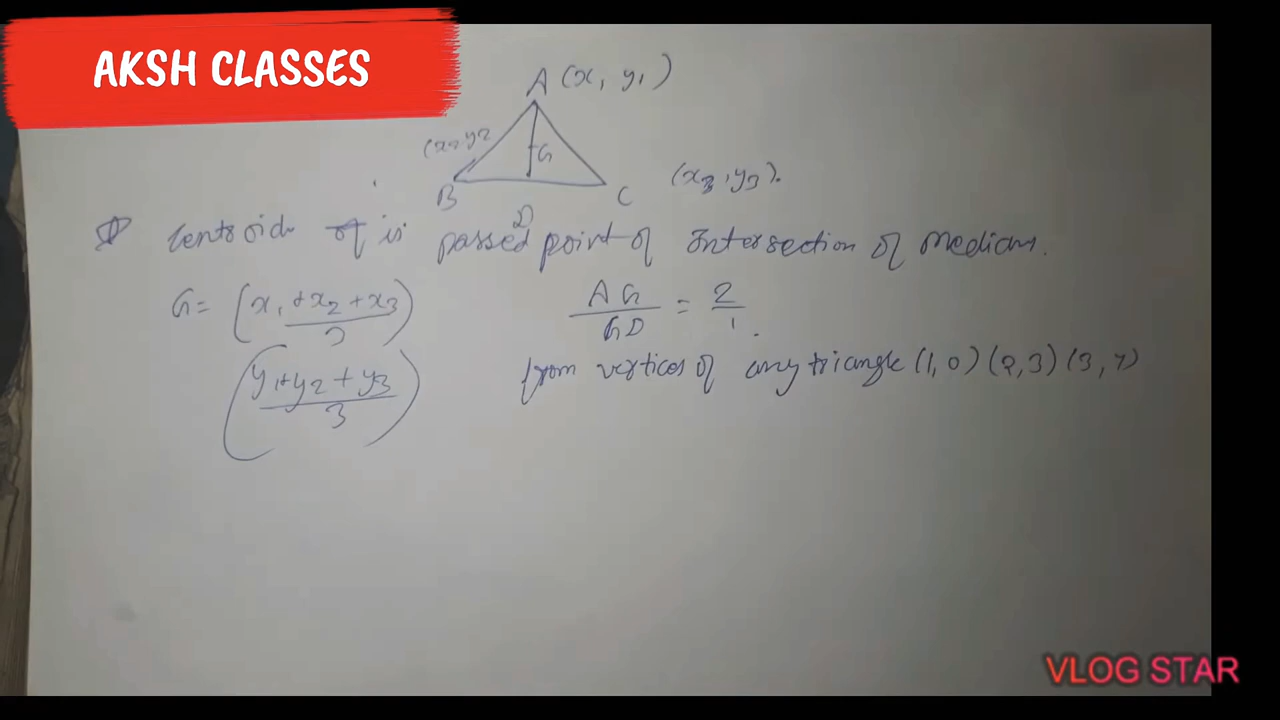 AKSH CLASSES
A (x1 y1)
(x2 y2
G
B
C
(x3, y3).
D
Centroid of is passed point of Intersection of medians.
G = (x1 + x2 + x3)
3
AG
GD
= 2
1.
(y1 + y2 + y3)
3
from vertices of any triangle (1, 0) (2, 3) (3, 7)
VLOG STAR